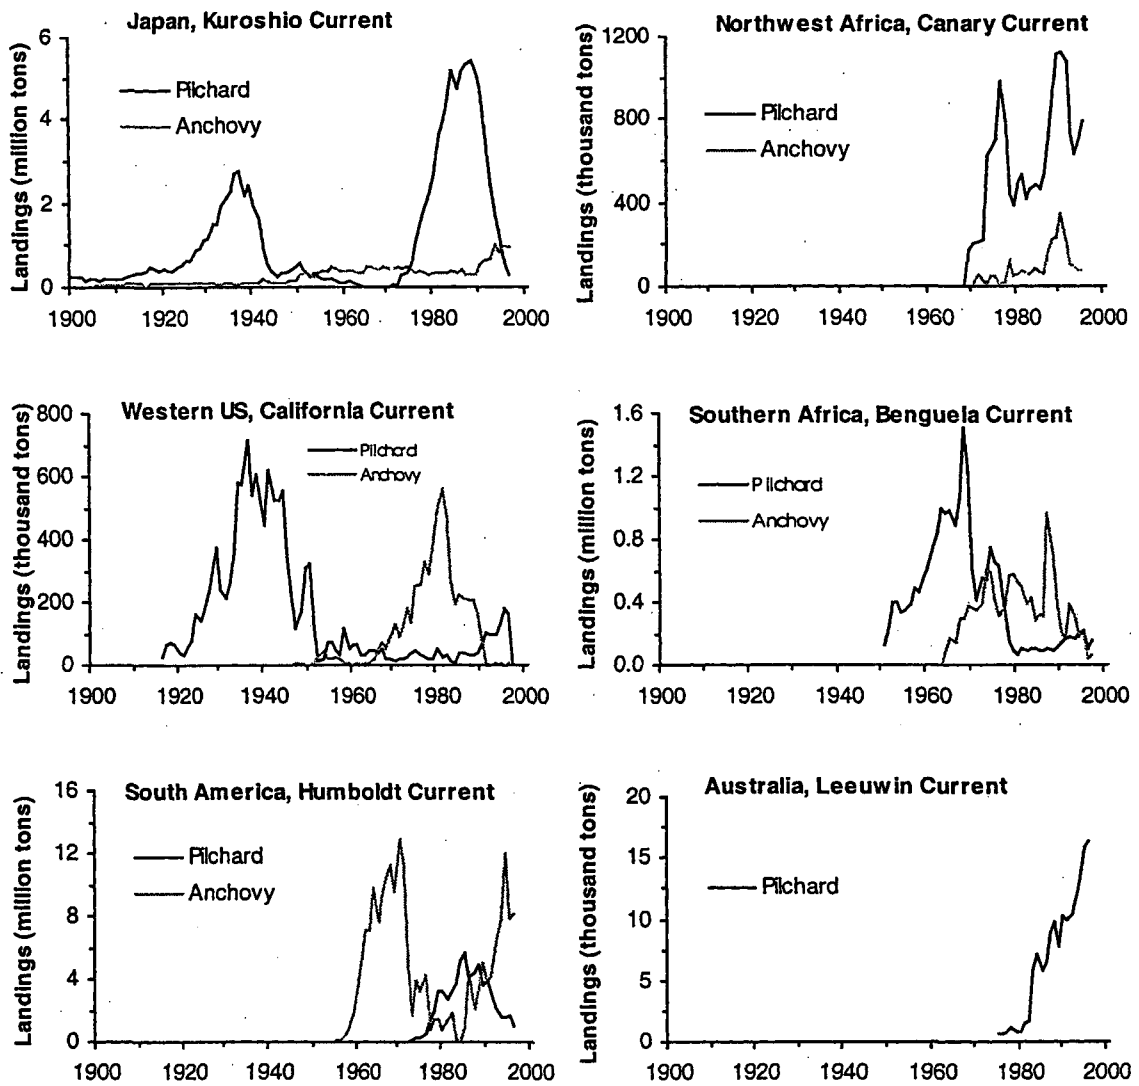 Japan, Kuroshio Current
Landings (million tons)
6
4
2
0
Pilchard
Anchovy
1900 1920 1940 1960 1980 2000
Northwest Africa, Canary Current
Landings (thousand tons)
1200
800
400
0
Pilchard
Anchovy
1900 1920 1940 1960 1980 2000
Western US, California Current
Landings (thousand tons)
800
600
400
200
0
Pilchard
Anchovy
1900 1920 1940 1960 1980 2000
Southern Africa, Benguela Current
Landings (million tons)
1.6
1.2
0.8
0.4
0.0
Pilchard
Anchovy
1900 1920 1940 1960 1980 2000
South America, Humboldt Current
Landings (million tons)
16
12
8
4
0
Pilchard
Anchovy
1900 1920 1940 1960 1980 2000
Australia, Leeuwin Current
Landings (thousand tons)
20
15
10
5
0
Pilchard
1900 1920 1940 1960 1980 2000